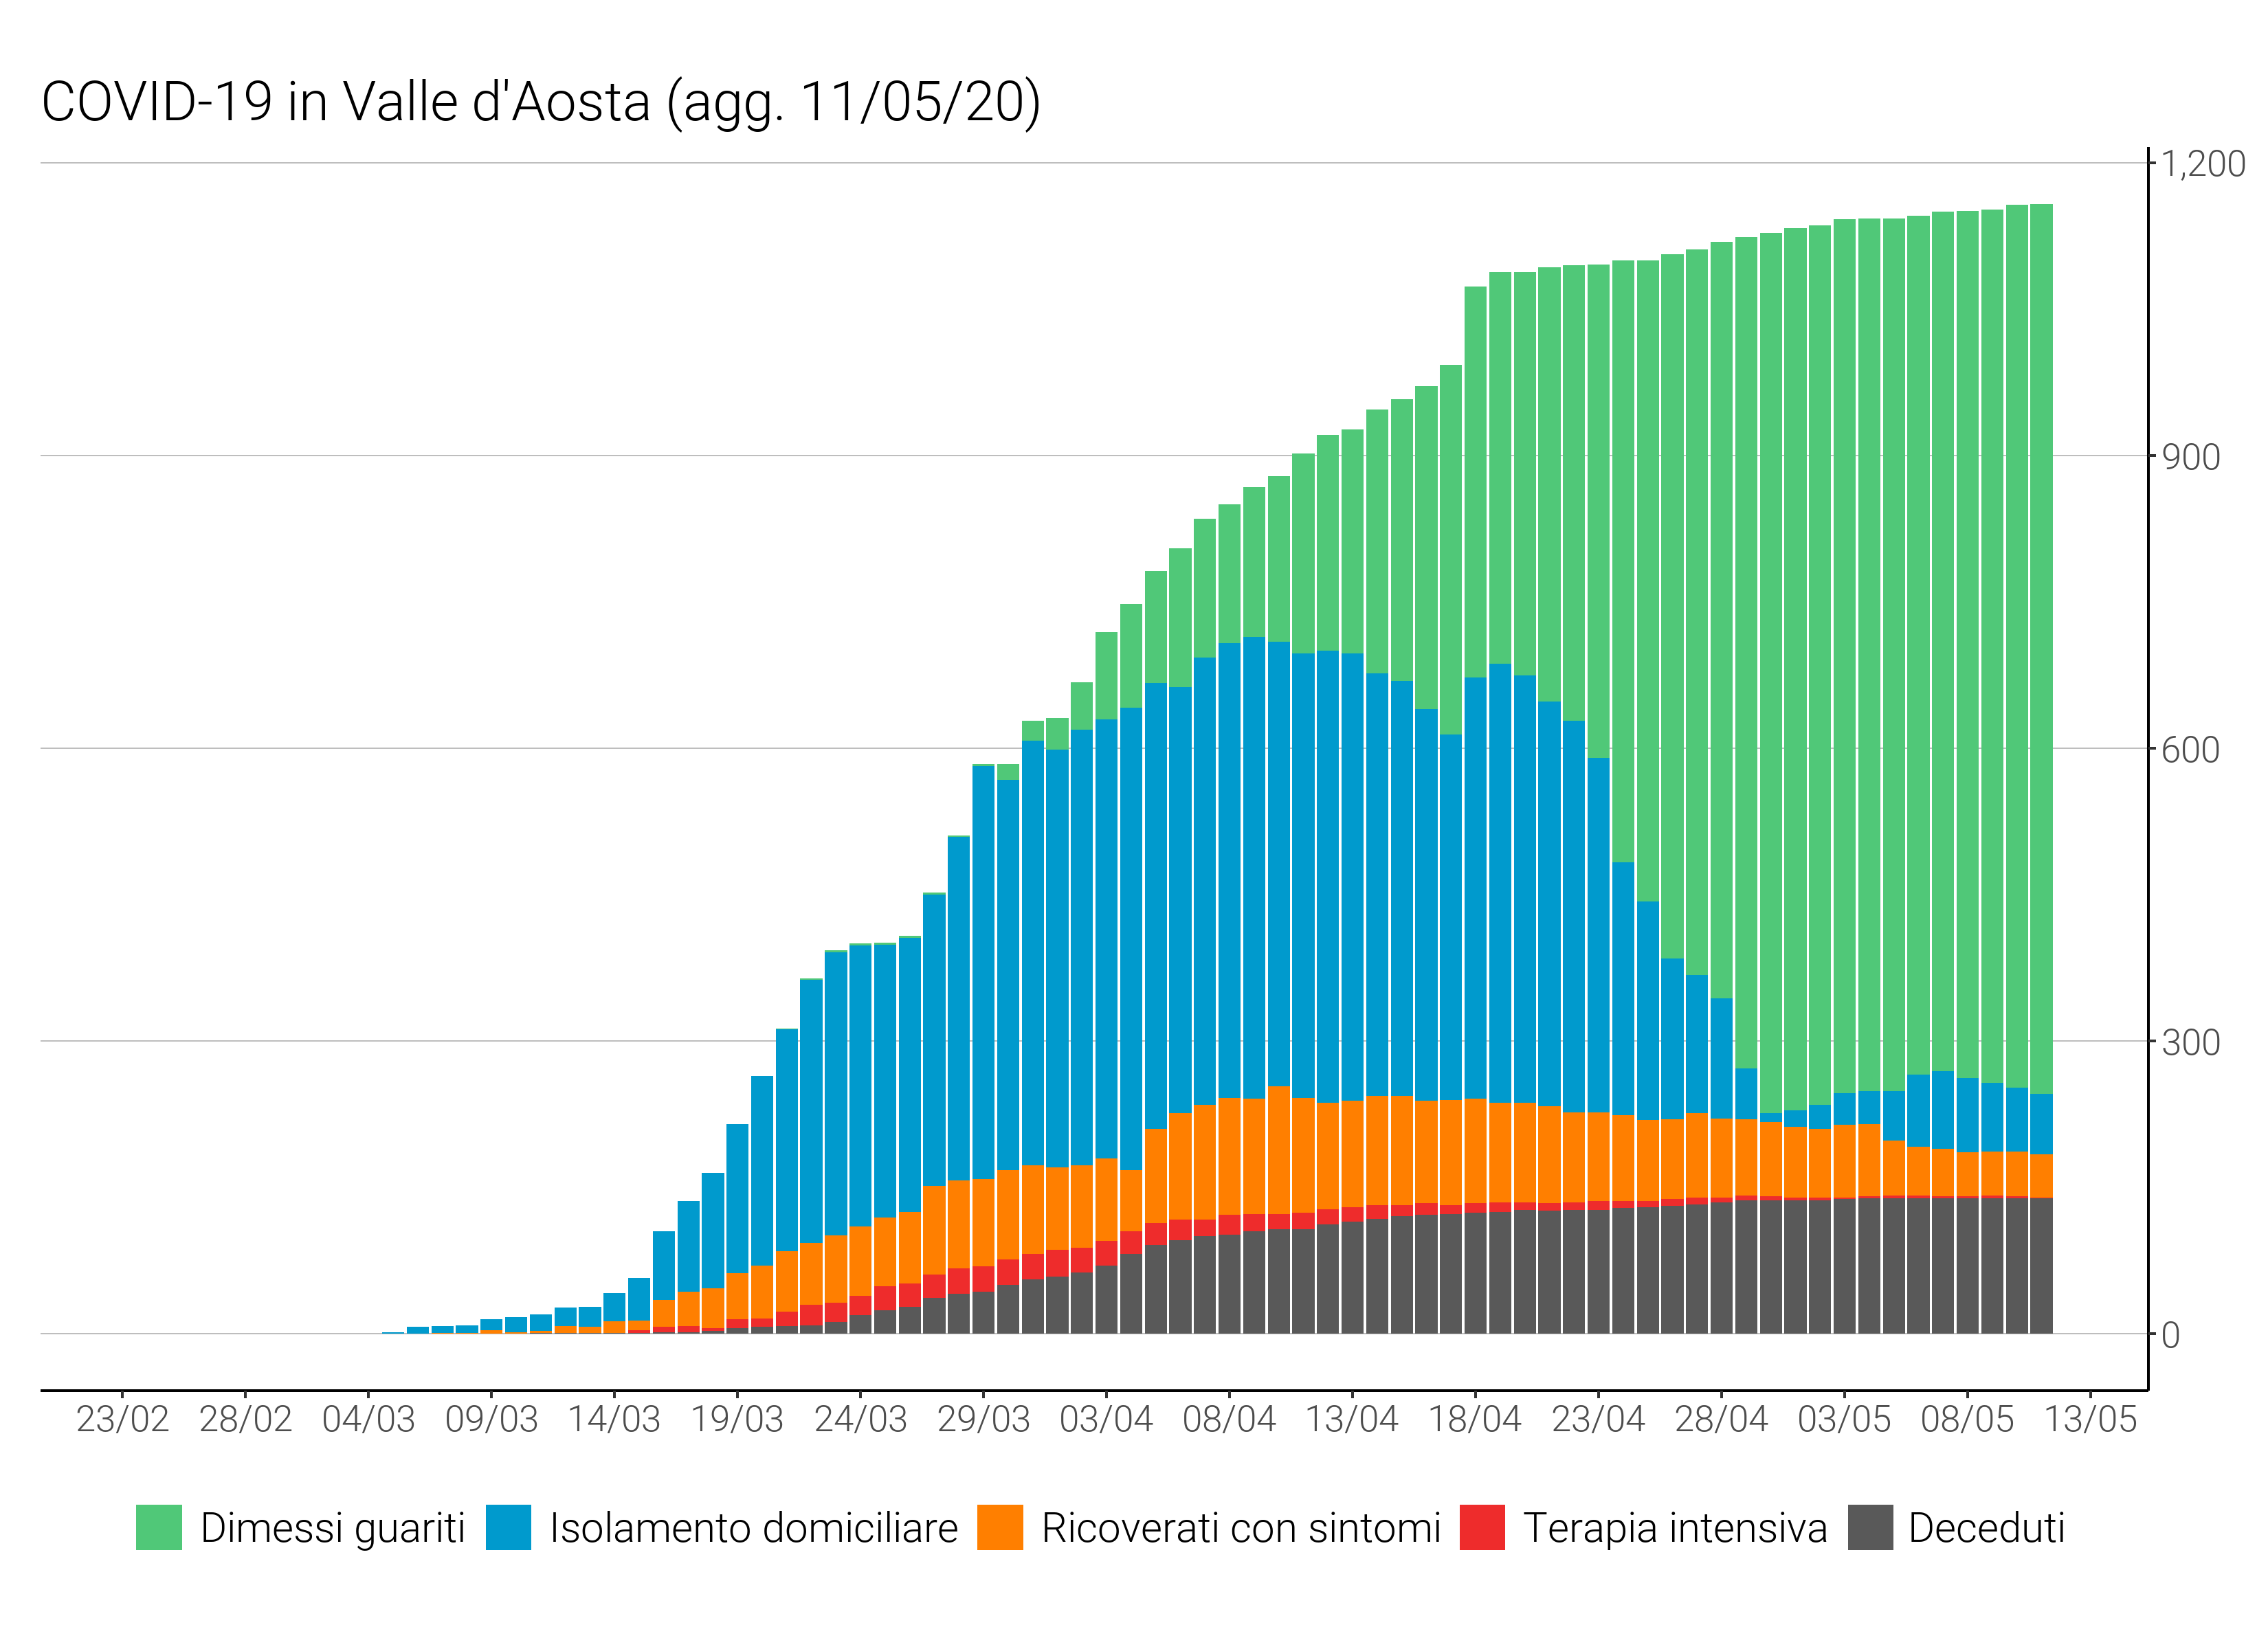 COVID-19 in Valle d'Aosta (agg. 11/05/20)
1,200
900
600
300
0
23/02 28/02 04/03 09/03 14/03 19/03 24/03 29/03 03/04 08/04 13/04 18/04 23/04 28/04 03/05 08/05 13/05
Dimessi guariti Isolamento domiciliare Ricoverati con sintomi Terapia intensiva Deceduti